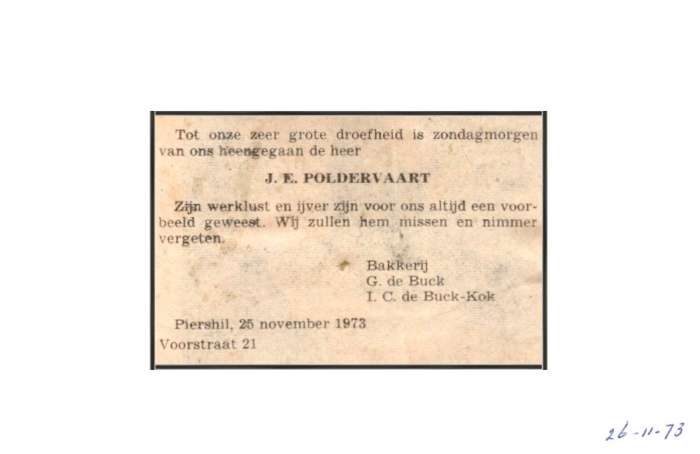 Tot onze zeer grote droefheid is zondagmorgen
van ons heengegaan de heer
J. E. POLDERVAART
Zijn werklust en ijver zijn voor ons altijd een voor-
beeld geweest. Wij zullen hem missen en nimmer
vergeten.
Bakkerij
G. de Buck
I. C. de Buck-Kok
Piershil, 25 november 1973
Voorstraat 21
26-11-73